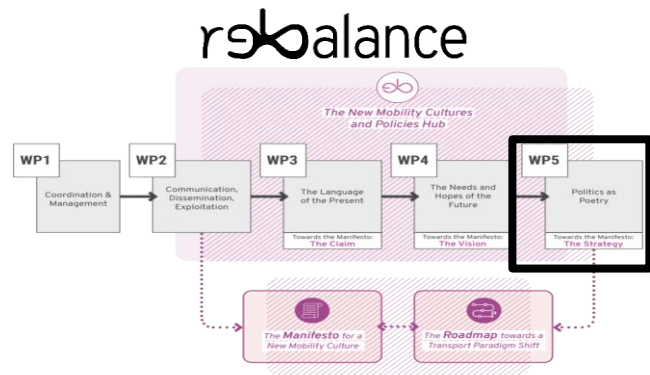 rebalance
The New Mobility Cultures
and Policies Hub
WP1
Coordination &
Management
WP2
Communication,
Dissemination,
Exploitation
WP3
The Language
of the Present
Towards the Manifesto:
The Claim
WP4
The Needs and
Hopes of the
Future
Towards the Manifesto:
The Vision
WP5
Politics as
Poetry
Towards the Manifesto:
The Strategy
The Manifesto for a
New Mobility Culture
The Roadmap towards a
Transport Paradigm Shift